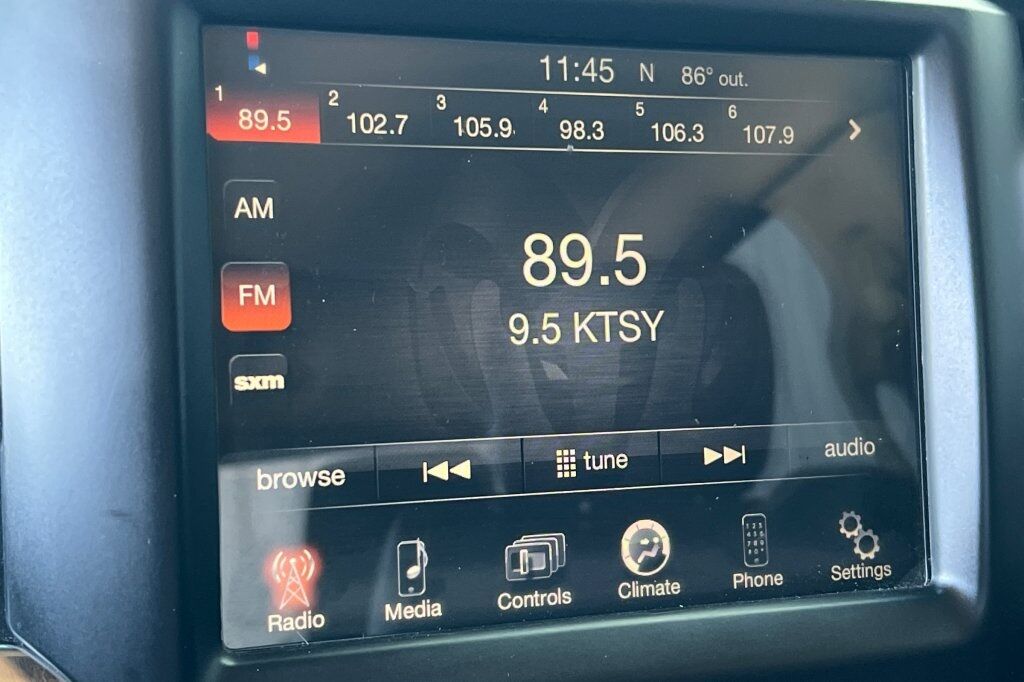 11:45 N 86° out.
1 89.5 2 102.7 3 105.9 4 98.3 5 106.3 6 107.9
AM
FM
sxm
89.5
9.5 KTSY
browse tune audio
Radio Media Controls Climate Phone Settings